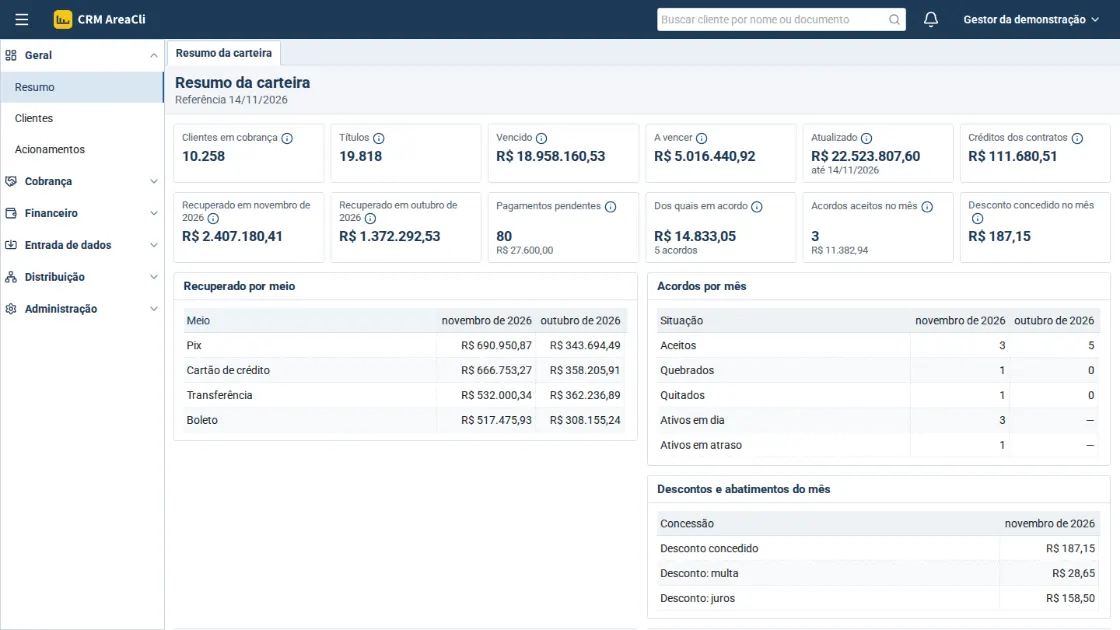 CRM AreaCli
Buscar cliente por nome ou documento
Gestor da demonstração
Geral
Resumo
Clientes
Acionamentos
Cobrança
Financeiro
Entrada de dados
Distribuição
Administração
Resumo da carteira
Resumo da carteira
Referência 14/11/2026
Clientes em cobrança
10.258
Títulos
19.818
Vencido
R$ 18.958.160,53
A vencer
R$ 5.016.440,92
Atualizado
R$ 22.523.807,60
até 14/11/2026
Créditos dos contratos
R$ 111.680,51
Recuperado em novembro de
2026
R$ 2.407.180,41
Recuperado em outubro de
2026
R$ 1.372.292,53
Pagamentos pendentes
80
R$ 27.600,00
Dos quais em acordo
R$ 14.833,05
5 acordos
Acordos aceitos no mês
3
R$ 11.382,94
Desconto concedido no mês
R$ 187,15
Recuperado por meio
Meio novembro de 2026 outubro de 2026
Pix R$ 690.950,87 R$ 343.694,49
Cartão de crédito R$ 666.753,27 R$ 358.205,91
Transferência R$ 532.000,34 R$ 362.236,89
Boleto R$ 517.475,93 R$ 308.155,24
Acordos por mês
Situação novembro de 2026 outubro de 2026
Aceitos 3 5
Quebrados 1 0
Quitados 1 0
Ativos em dia 3 —
Ativos em atraso 1 —
Descontos e abatimentos do mês
Concessão novembro de 2026
Desconto concedido R$ 187,15
Desconto: multa R$ 28,65
Desconto: juros R$ 158,50